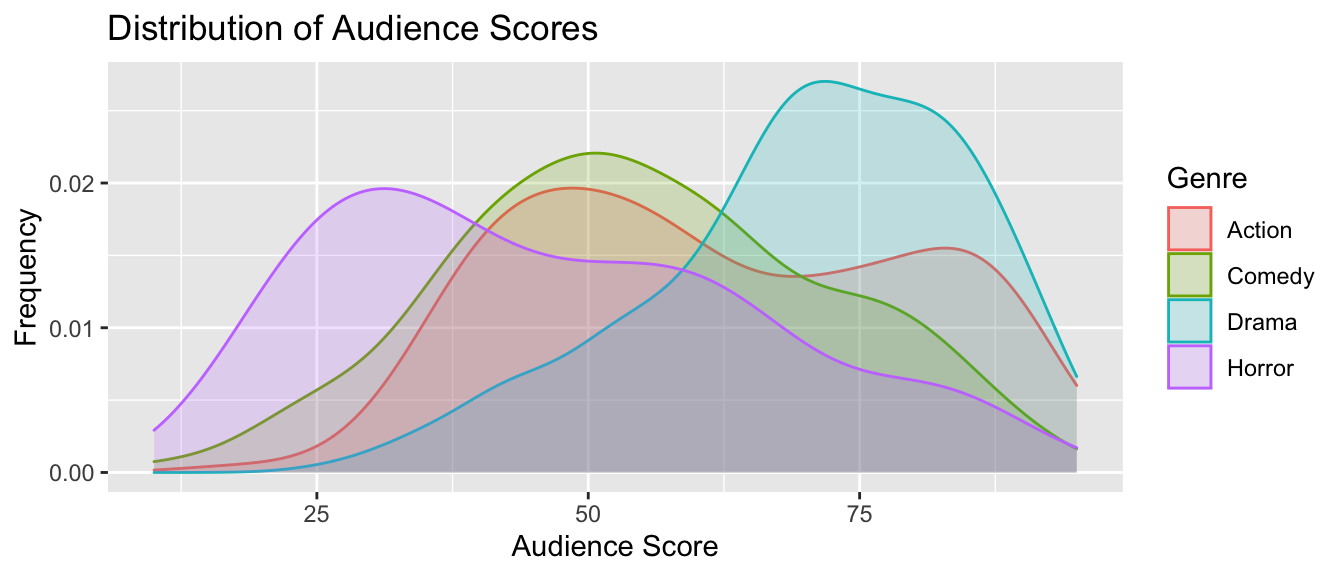 Distribution of Audience Scores
Frequency
0.02
0.01
0.00
25 50 75
Audience Score
Genre
Action
Comedy
Drama
Horror